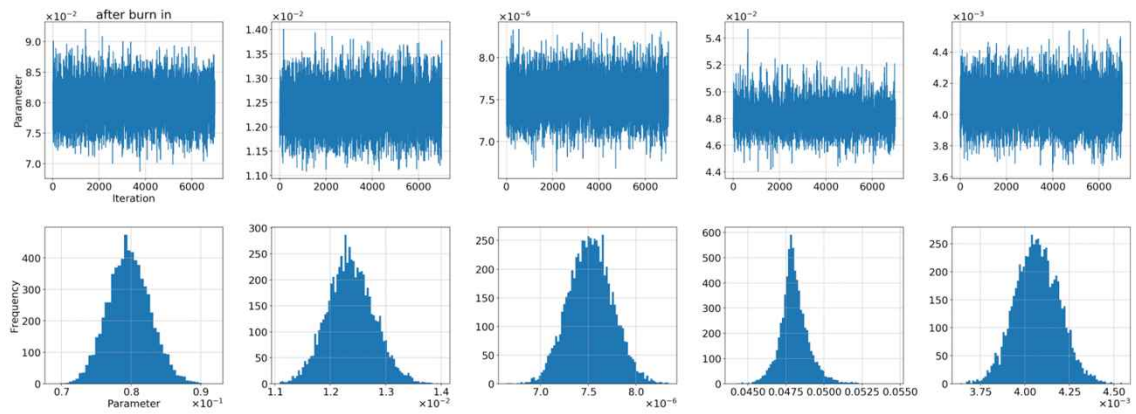 after burn in
×10⁻² ×10⁻² ×10⁻⁶ ×10⁻² ×10⁻³
9.0 8.5 8.0 7.5 7.0
Parameter
0 2000 4000 6000
Iteration
1.40 1.35 1.30 1.25 1.20 1.15 1.10
0 2000 4000 6000
8.0 7.5 7.0
0 2000 4000 6000
5.4 5.2 5.0 4.8 4.6 4.4
0 2000 4000 6000
4.4 4.2 4.0 3.8 3.6
0 2000 4000 6000
400 300 200 100 0
Frequency
0.7 0.8 0.9
Parameter ×10⁻¹
300 250 200 150 100 50 0
1.1 1.2 1.3 1.4
×10⁻²
250 200 150 100 50 0
7.0 7.5 8.0
×10⁻⁶
600 500 400 300 200 100 0
0.0450 0.0475 0.0500 0.0525 0.0550
250 200 150 100 50 0
3.75 4.00 4.25 4.50
×10⁻³